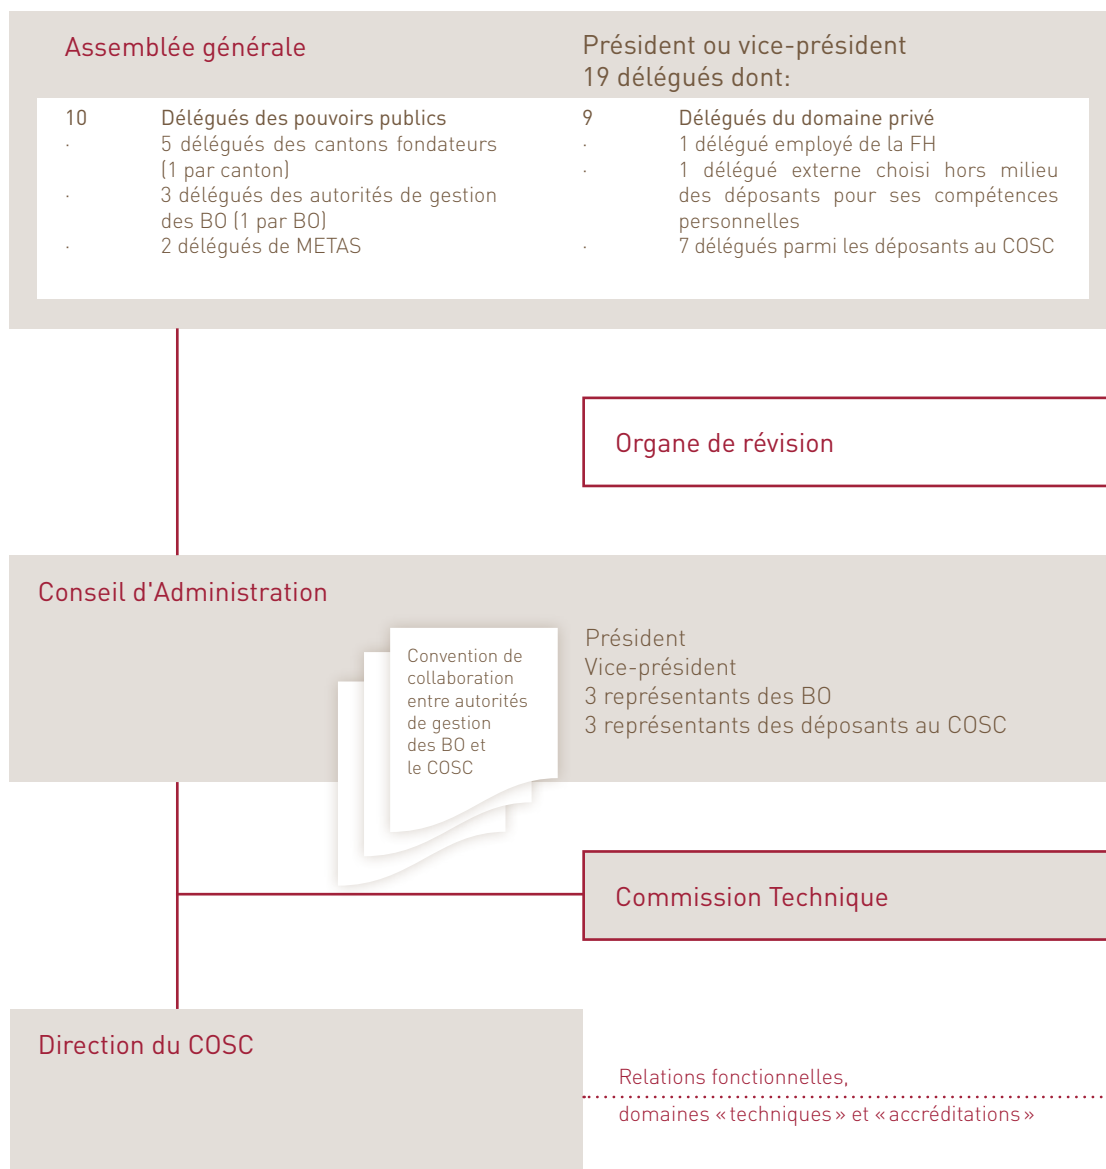 Assemblée générale
Président ou vice-président
19 délégués dont:
10 Délégués des pouvoirs publics
· 5 délégués des cantons fondateurs
(1 par canton)
· 3 délégués des autorités de gestion
des BO (1 par BO)
· 2 délégués de METAS
9 Délégués du domaine privé
· 1 délégué employé de la FH
· 1 délégué externe choisi hors milieu
des déposants pour ses compétences
personnelles
· 7 délégués parmi les déposants au COSC
Organe de révision
Conseil d'Administration
Convention de
collaboration
entre autorités
de gestion
des BO et
le COSC
Président
Vice-président
3 représentants des BO
3 représentants des déposants au COSC
Commission Technique
Direction du COSC
Relations fonctionnelles,
domaines «techniques» et «accréditations»